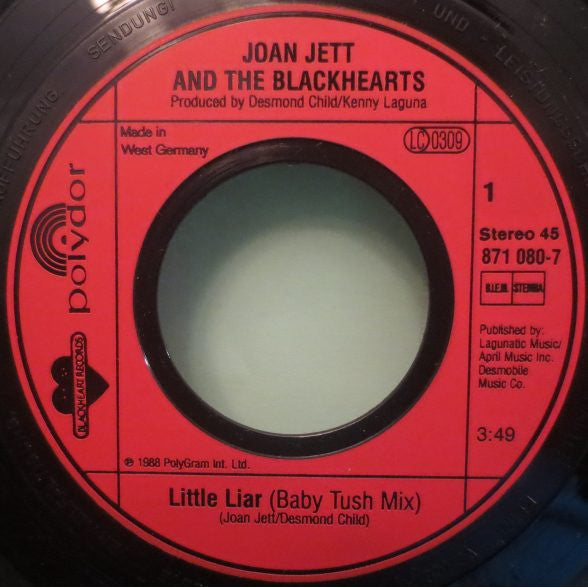 SENDUNG!
UND - LEISTUNG
JOAN JETT
AND THE BLACKHEARTS
Produced by Desmond Child/Kenny Laguna
Made in
West Germany
LC 0309
polydor
BLACKHEART RECORDS
1
Stereo 45
871 080-7
B.I.E.M. STEMRA
Published by:
Lagunatic Music/
April Music Inc.
Desmobile
Music Co.
3:49
℗ 1988 PolyGram Int. Ltd.
Little Liar (Baby Tush Mix)
(Joan Jett/Desmond Child)